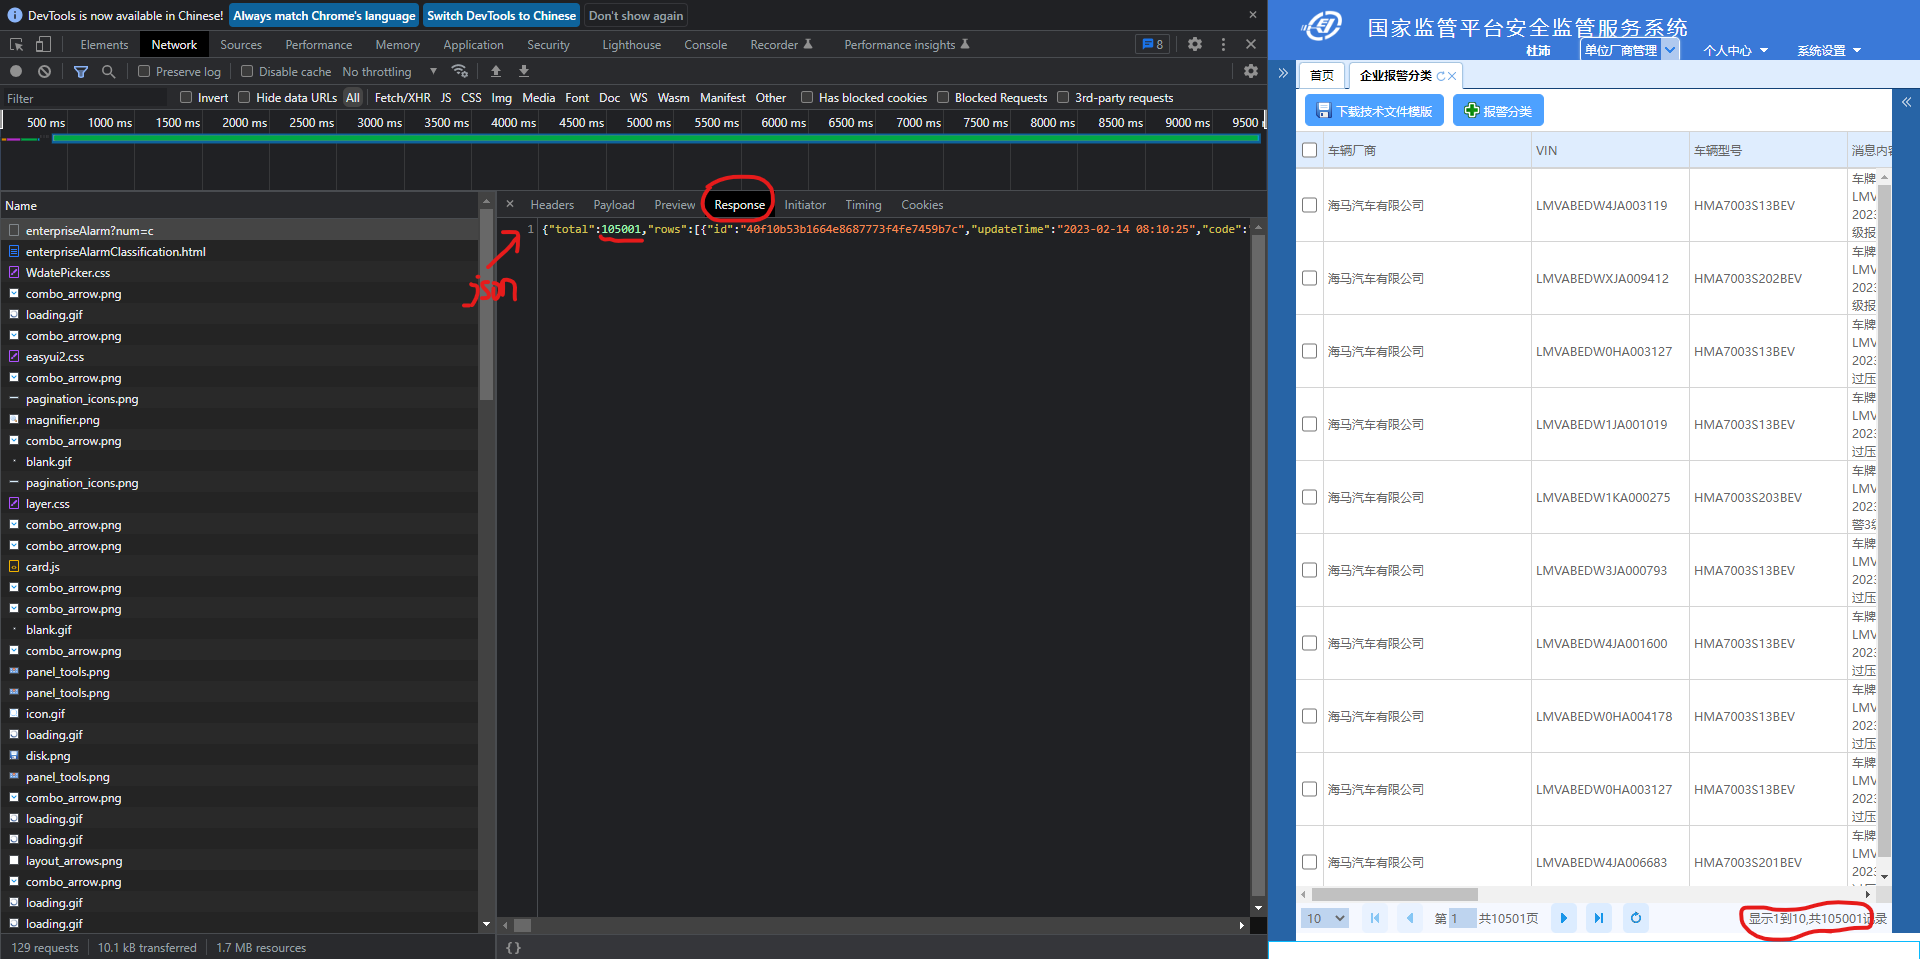 DevTools is now available in Chinese! Always match Chrome's language Switch DevTools to Chinese Don't show again
Elements Network Sources Performance Memory Application Security Lighthouse Console Recorder Performance insights 8
Preserve log Disable cache No throttling
Filter Invert Hide data URLs All Fetch/XHR JS CSS Img Media Font Doc WS Wasm Manifest Other Has blocked cookies Blocked Requests 3rd-party requests
500 ms 1000 ms 1500 ms 2000 ms 2500 ms 3000 ms 3500 ms 4000 ms 4500 ms 5000 ms 5500 ms 6000 ms 6500 ms 7000 ms 7500 ms 8000 ms 8500 ms 9000 ms 9500
Name
enterpriseAlarm?num=c
enterpriseAlarmClassification.html
WdatePicker.css
combo_arrow.png
loading.gif
combo_arrow.png
easyui2.css
combo_arrow.png
pagination_icons.png
magnifier.png
combo_arrow.png
blank.gif
pagination_icons.png
layer.css
combo_arrow.png
combo_arrow.png
card.js
combo_arrow.png
combo_arrow.png
blank.gif
combo_arrow.png
panel_tools.png
panel_tools.png
icon.gif
loading.gif
disk.png
panel_tools.png
combo_arrow.png
loading.gif
loading.gif
layout_arrows.png
combo_arrow.png
loading.gif
loading.gif
129 requests 10.1 kB transferred 1.7 MB resources
Headers Payload Preview Response Initiator Timing Cookies
1 {"total":105001,"rows":[{"id":"40f10b53b1664e8687773f4fe7459b7c","updateTime":"2023-02-14 08:10:25","code":"
json
{}
国家监管平台安全监管服务系统
杜沛 单位厂商管理 个人中心 系统设置
首页 企业报警分类
下载技术文件模版 报警分类
车辆厂商 VIN 车辆型号 消息内容
海马汽车有限公司 LMVABEDW4JA003119 HMA7003S13BEV 车牌
LMV
2023
级报
海马汽车有限公司 LMVABEDWXJA009412 HMA7003S202BEV 车牌
LMV
2023
级报
海马汽车有限公司 LMVABEDW0HA003127 HMA7003S13BEV 车牌
LMV
2023
过压
海马汽车有限公司 LMVABEDW1JA001019 HMA7003S13BEV 车牌
LMV
2023
过压
海马汽车有限公司 LMVABEDW1KA000275 HMA7003S203BEV 车牌
LMV
2023
警3级
海马汽车有限公司 LMVABEDW3JA000793 HMA7003S13BEV 车牌
LMV
2023
过压
海马汽车有限公司 LMVABEDW4JA001600 HMA7003S13BEV 车牌
LMV
2023
过压
海马汽车有限公司 LMVABEDW0HA004178 HMA7003S13BEV 车牌
LMV
2023
过压
海马汽车有限公司 LMVABEDW0HA003127 HMA7003S13BEV 车牌
LMV
2023
过压
海马汽车有限公司 LMVABEDW4JA006683 HMA7003S201BEV 车牌
LMV
2023
10 第 1 共10501页 显示1到10,共105001记录